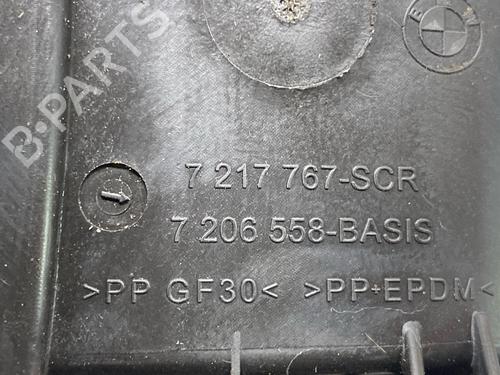 B-PARTS
7 217 767-SCR
7 206 558-BASIS
>PP GF30< >PP+EPDM<